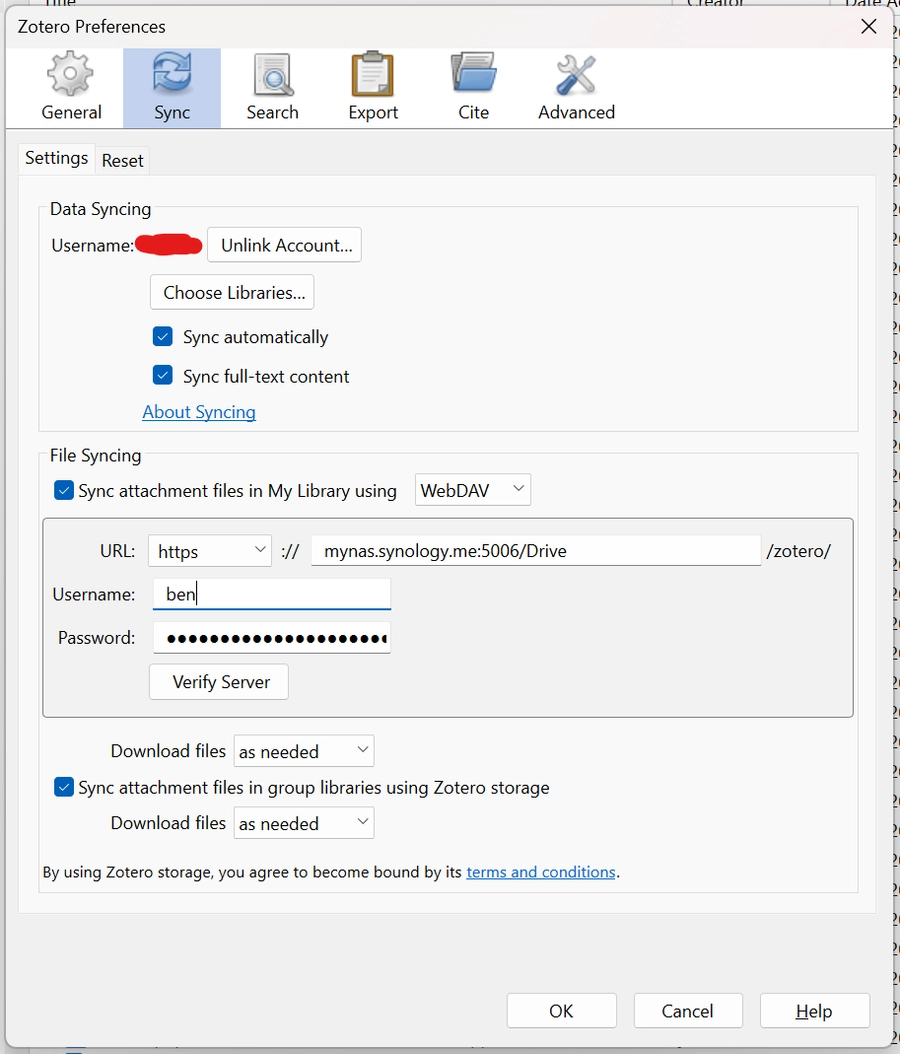 Title Creator Date A
Zotero Preferences
General Sync Search Export Cite Advanced
Settings Reset
Data Syncing
Username: Unlink Account...
Choose Libraries...
Sync automatically
Sync full-text content
About Syncing
File Syncing
Sync attachment files in My Library using WebDAV
URL: https :// mynas.synology.me:5006/Drive /zotero/
Username: ben
Password: ●●●●●●●●●●●●●●●●●●●●
Verify Server
Download files as needed
Sync attachment files in group libraries using Zotero storage
Download files as needed
By using Zotero storage, you agree to become bound by its terms and conditions.
OK Cancel Help